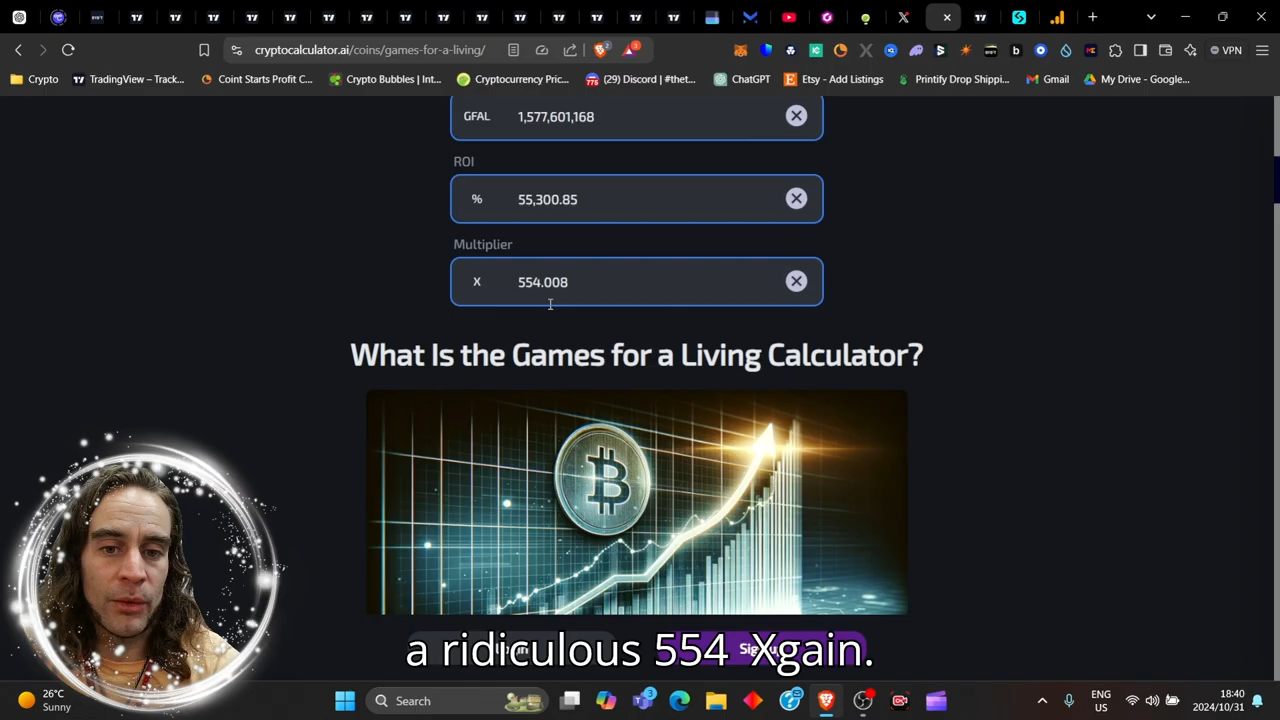 cryptocalculator.ai/coins/games-for-a-living/
VPN
Crypto
TradingView – Track...
Coint Starts Profit C...
Crypto Bubbles | Int...
Cryptocurrency Pric...
(29) Discord | #thet...
ChatGPT
Etsy - Add Listings
Printify Drop Shippi...
Gmail
My Drive - Google...
GFAL 1,577,601,168
ROI
% 55,300.85
Multiplier
X 554.008
What Is the Games for a Living Calculator?
a ridiculous 554 Xgain.
26°C
Sunny
Search
ENG
US
18:40
2024/10/31